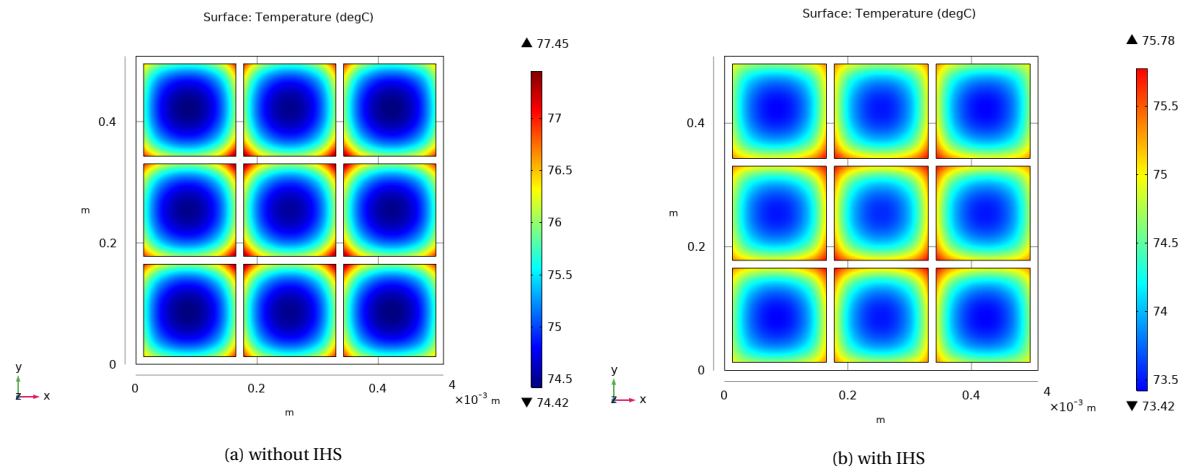 Surface: Temperature (degC)
▲ 77.45
77
76.5
76
75.5
75
74.5
▼ 74.42
0.4
m
0.2
0
0
0.2
0.4
4
×10⁻³ m
m
y
z
x
(a) without IHS
Surface: Temperature (degC)
▲ 75.78
75.5
75
74.5
74
73.5
▼ 73.42
0.4
m
0.2
0
0
0.2
0.4
4
×10⁻³ m
m
y
z
x
(b) with IHS